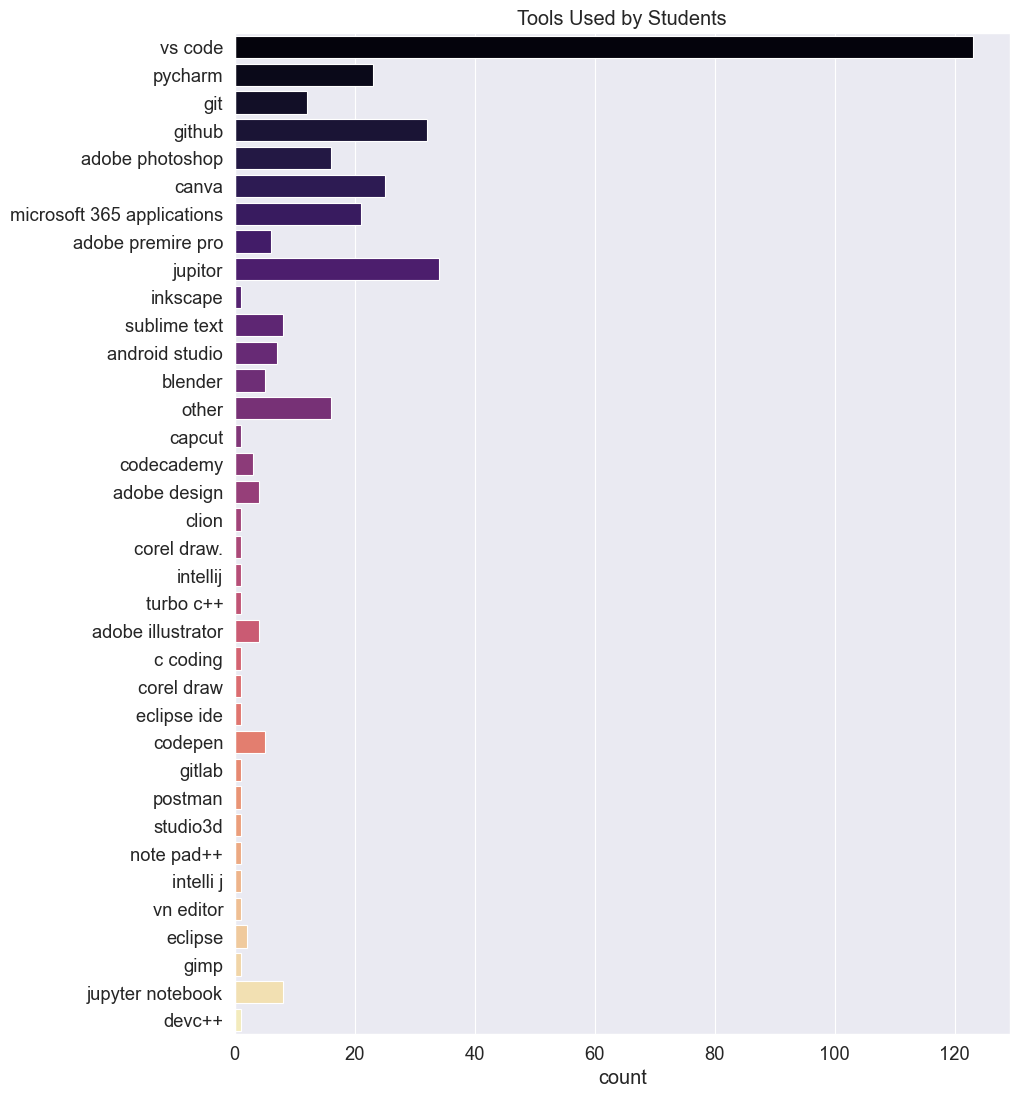 Tools Used by Students
vs code
pycharm
git
github
adobe photoshop
canva
microsoft 365 applications
adobe premire pro
jupitor
inkscape
sublime text
android studio
blender
other
capcut
codecademy
adobe design
clion
corel draw.
intellij
turbo c++
adobe illustrator
c coding
corel draw
eclipse ide
codepen
gitlab
postman
studio3d
note pad++
intelli j
vn editor
eclipse
gimp
jupyter notebook
devc++
0 20 40 60 80 100 120
count